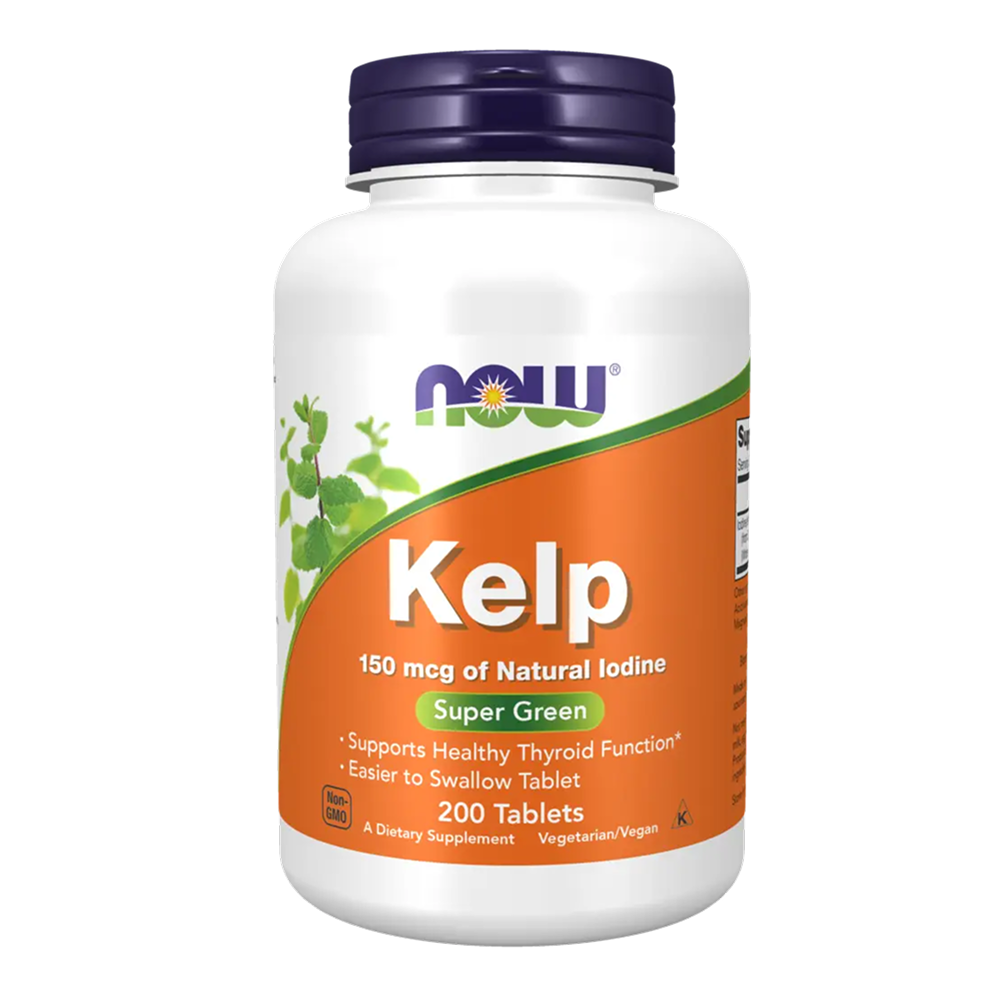 now®
Kelp
150 mcg of Natural Iodine
Super Green
• Supports Healthy Thyroid Function*
• Easier to Swallow Tablet
Non-
GMO
200 Tablets
A Dietary Supplement Vegetarian/Vegan
K